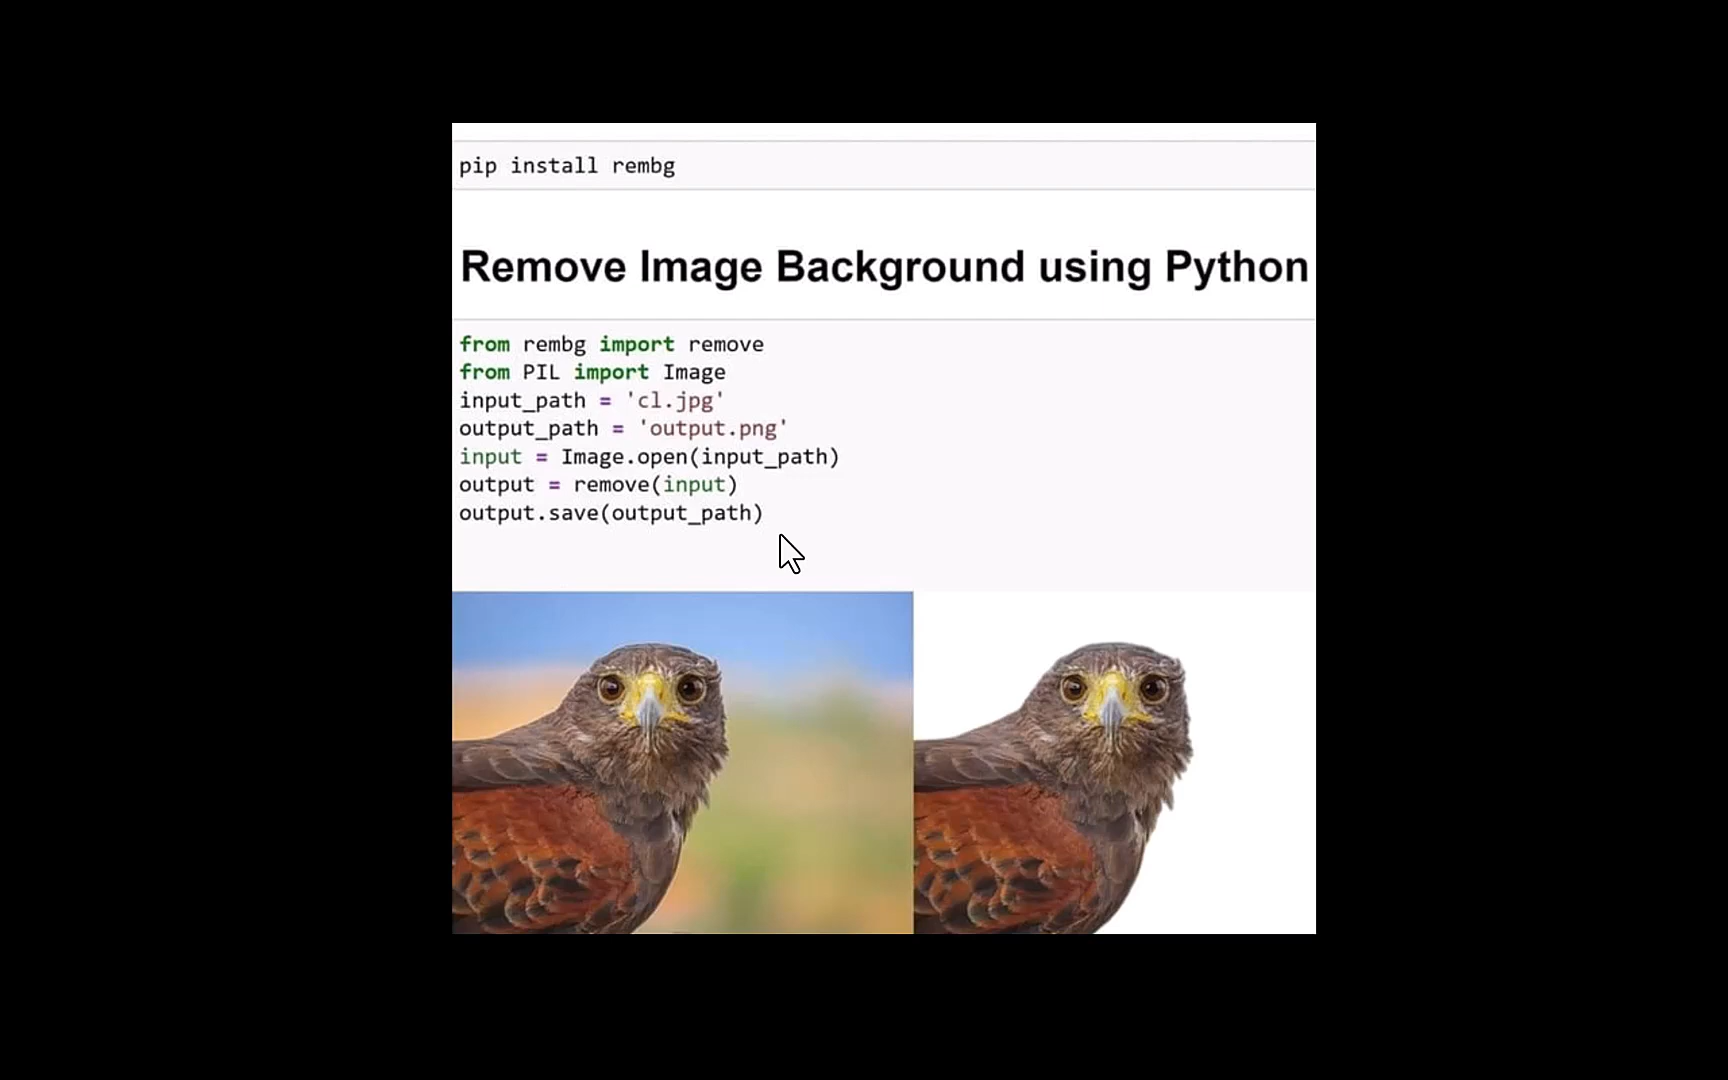 pip install rembg
Remove Image Background using Python
from rembg import remove
from PIL import Image
input_path = 'cl.jpg'
output_path = 'output.png'
input = Image.open(input_path)
output = remove(input)
output.save(output_path)